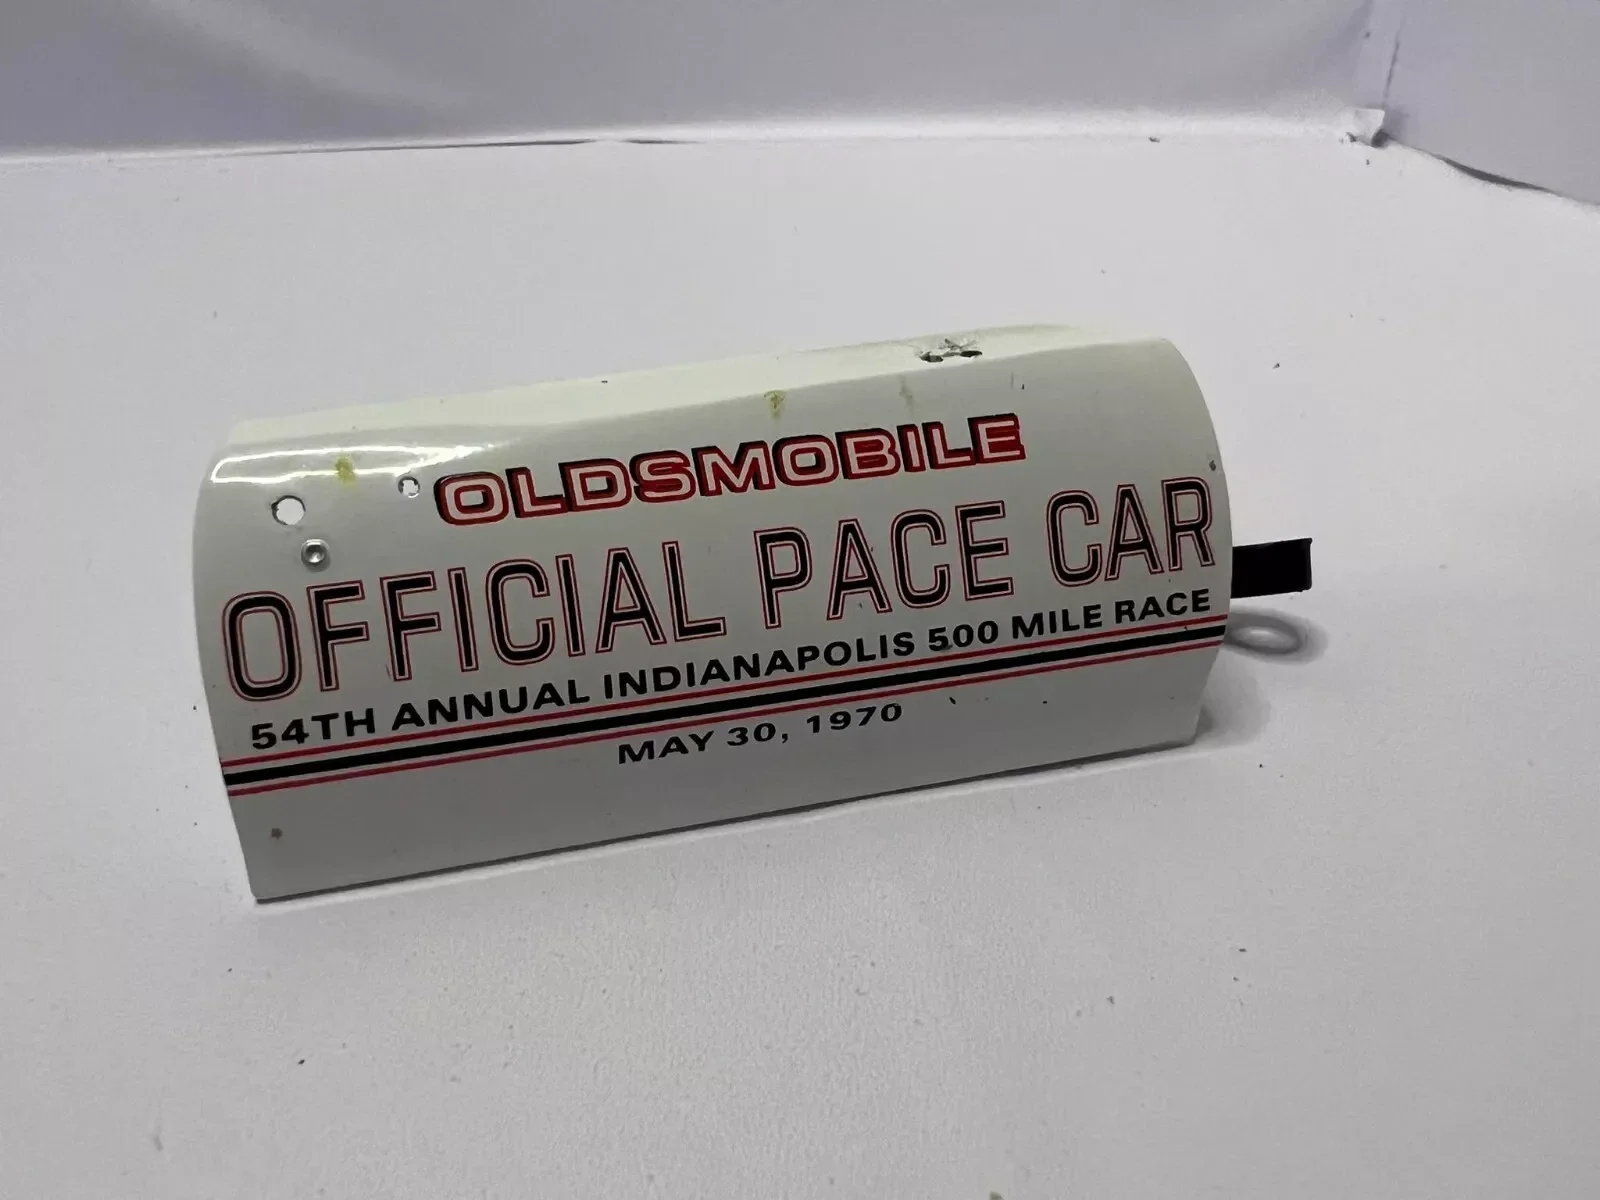 OLDSMOBILE
OFFICIAL PACE CAR
54TH ANNUAL INDIANAPOLIS 500 MILE RACE
MAY 30, 1970